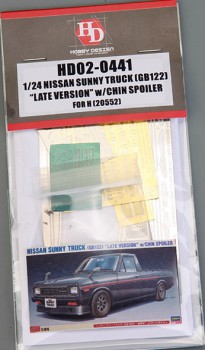 HD
HOBBY DESIGN
HD02-0441
1/24 NISSAN SUNNY TRUCK (GB122)
"LATE VERSION" w/CHIN SPOILER
FOR H (20552)
NISSAN SUNNY TRUCK (GB122) "LATE VERSION" w/CHIN SPOILER